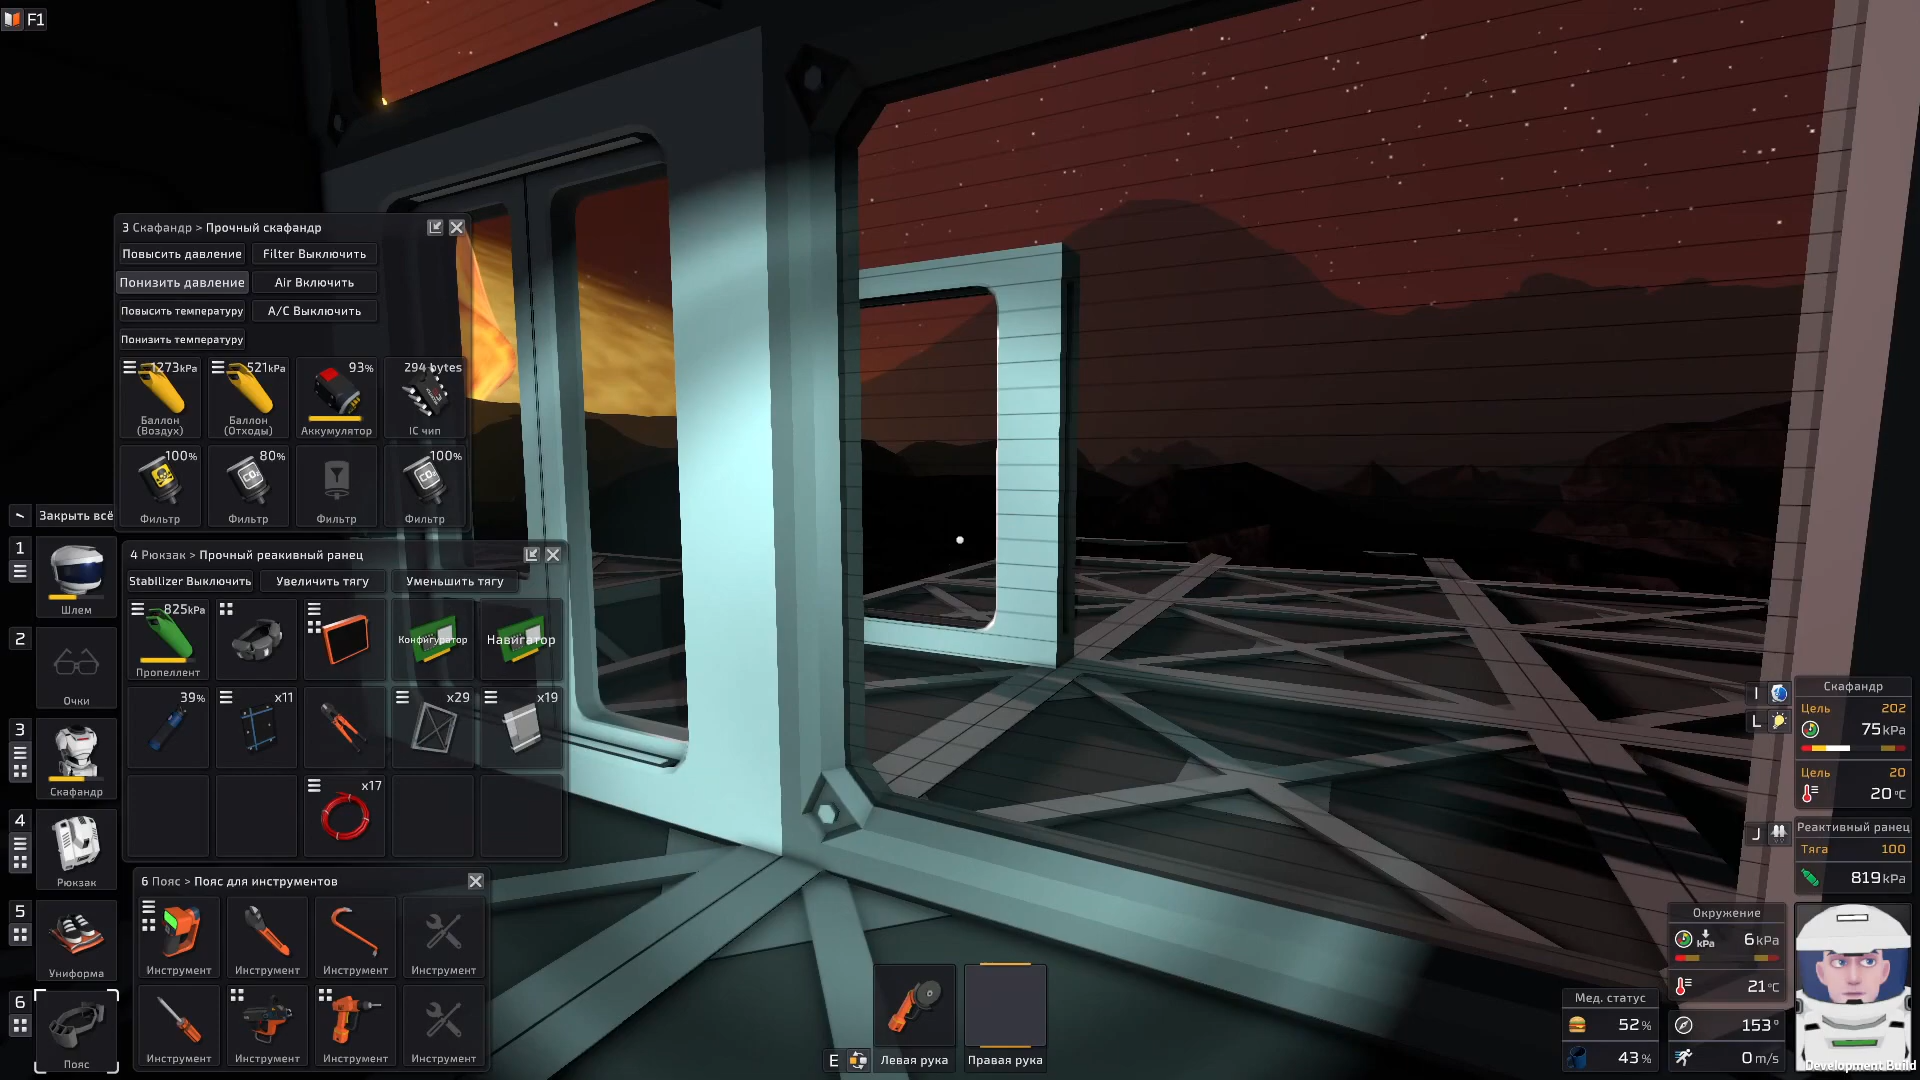 F1
3 Скафандр > Прочный скафандр
Повысить давление
Filter Выключить
Понизить давление
Air Включить
Повысить температуру
A/C Выключить
Понизить температуру
1273kPa
521kPa
93%
294 bytes
Баллон (Воздух)
Баллон (Отходы)
Аккумулятор
IC чип
100%
80%
100%
Фильтр
Фильтр
Фильтр
Фильтр
Закрыть всё
1
Шлем
2
Очки
3
Скафандр
4
Рюкзак
5
Униформа
6
Пояс
4 Рюкзак > Прочный реакивный ранец
Stabilizer Выключить
Увеличить тягу
Уменьшить тягу
825kPa
Пропеллент
Конфигуратор
Навигатор
39%
x11
x29
x19
x17
6 Пояс > Пояс для инструментов
Инструмент
Инструмент
Инструмент
Инструмент
Инструмент
Инструмент
Инструмент
Инструмент
E
Левая рука
Правая рука
I
L
Скафандр
Цель 202
75kPa
Цель 20
20°C
J
Реактивный ранец
Тяга 100
819kPa
Окружение
kPa
6kPa
21°C
Мед. статус
52%
43%
153°
0m/s
Development Build